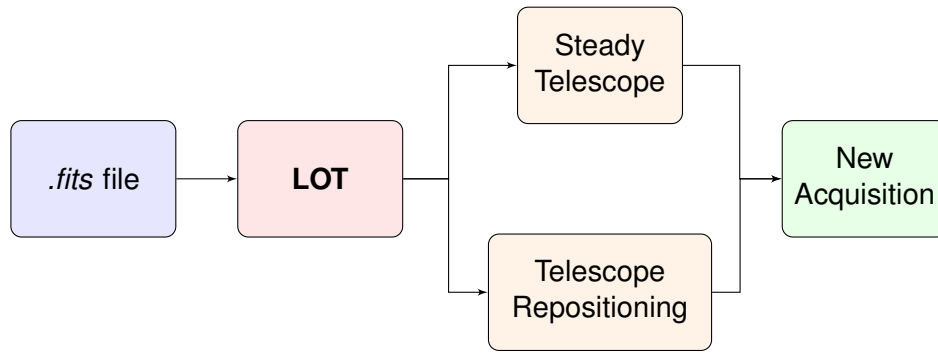 .fits file
LOT
Steady
Telescope
Telescope
Repositioning
New
Acquisition